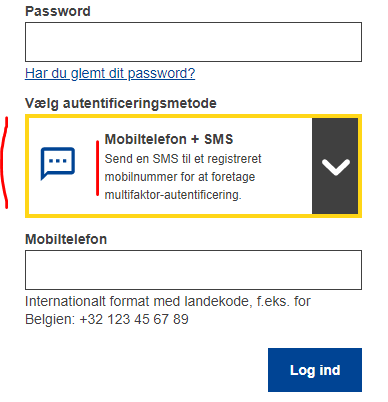 Password
Har du glemt dit password?
Vælg autentificeringsmetode
Mobiltelefon + SMS
Send en SMS til et registreret
mobilnummer for at foretage
multifaktor-autentificering.
Mobiltelefon
Internationalt format med landekode, f.eks. for
Belgien: +32 123 45 67 89
Log ind